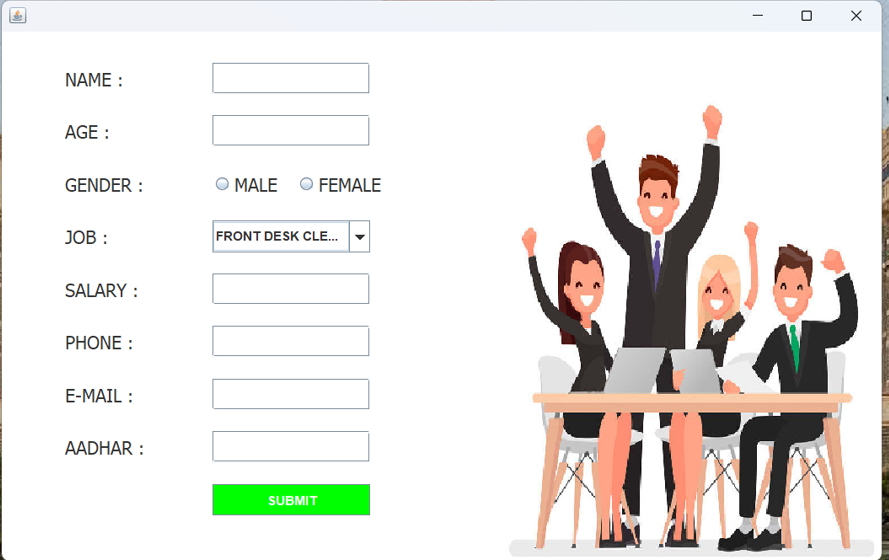 NAME :
AGE :
GENDER : MALE FEMALE
JOB : FRONT DESK CLE...
SALARY :
PHONE :
E-MAIL :
AADHAR :
SUBMIT